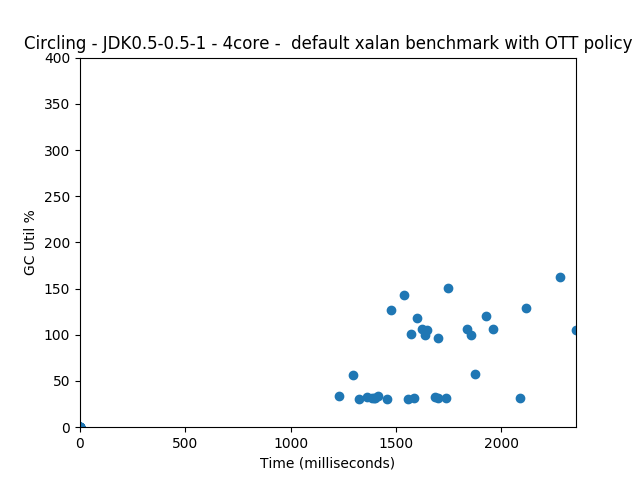 Circling - JDK0.5-0.5-1 - 4core -  default xalan benchmark with OTT policy
400
350
300
250
200
150
100
50
0
GC Util %
0 500 1000 1500 2000
Time (milliseconds)